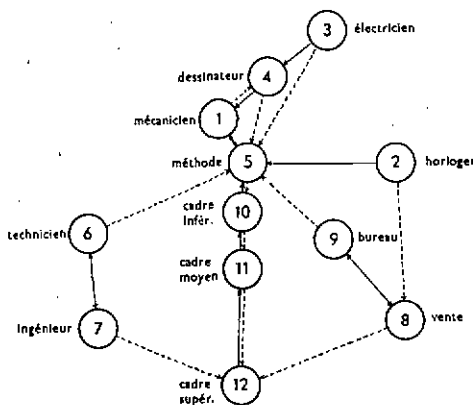 3 électricien
dessinateur 4
mécanicien 1
méthode 5
2 horloger
cadre
infér. 10
technicien 6
9 bureau
cadre
moyen 11
ingénieur 7
8 vente
cadre
supér. 12